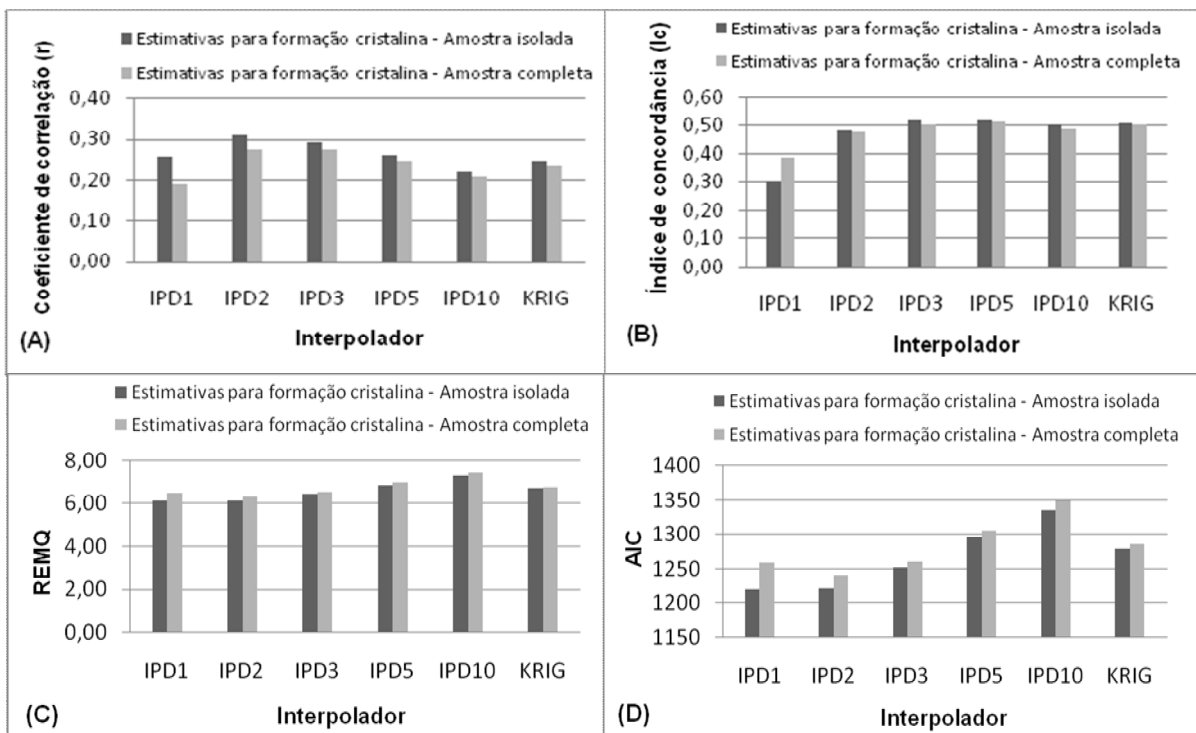 Estimativas para formação cristalina - Amostra isolada
Estimativas para formação cristalina - Amostra completa
Coeficiente de correlação (r)
0,40
0,30
0,20
0,10
0,00
IPD1 IPD2 IPD3 IPD5 IPD10 KRIG
Interpolador
(A)
Estimativas para formação cristalina - Amostra isolada
Estimativas para formação cristalina - Amostra completa
Índice de concordância (Ic)
0,60
0,50
0,40
0,30
0,20
0,10
0,00
IPD1 IPD2 IPD3 IPD5 IPD10 KRIG
Interpolador
(B)
Estimativas para formação cristalina - Amostra isolada
Estimativas para formação cristalina - Amostra completa
REMQ
8,00
6,00
4,00
2,00
0,00
IPD1 IPD2 IPD3 IPD5 IPD10 KRIG
Interpolador
(C)
Estimativas para formação cristalina - Amostra isolada
Estimativas para formação cristalina - Amostra completa
AIC
1400
1350
1300
1250
1200
1150
IPD1 IPD2 IPD3 IPD5 IPD10 KRIG
Interpolador
(D)